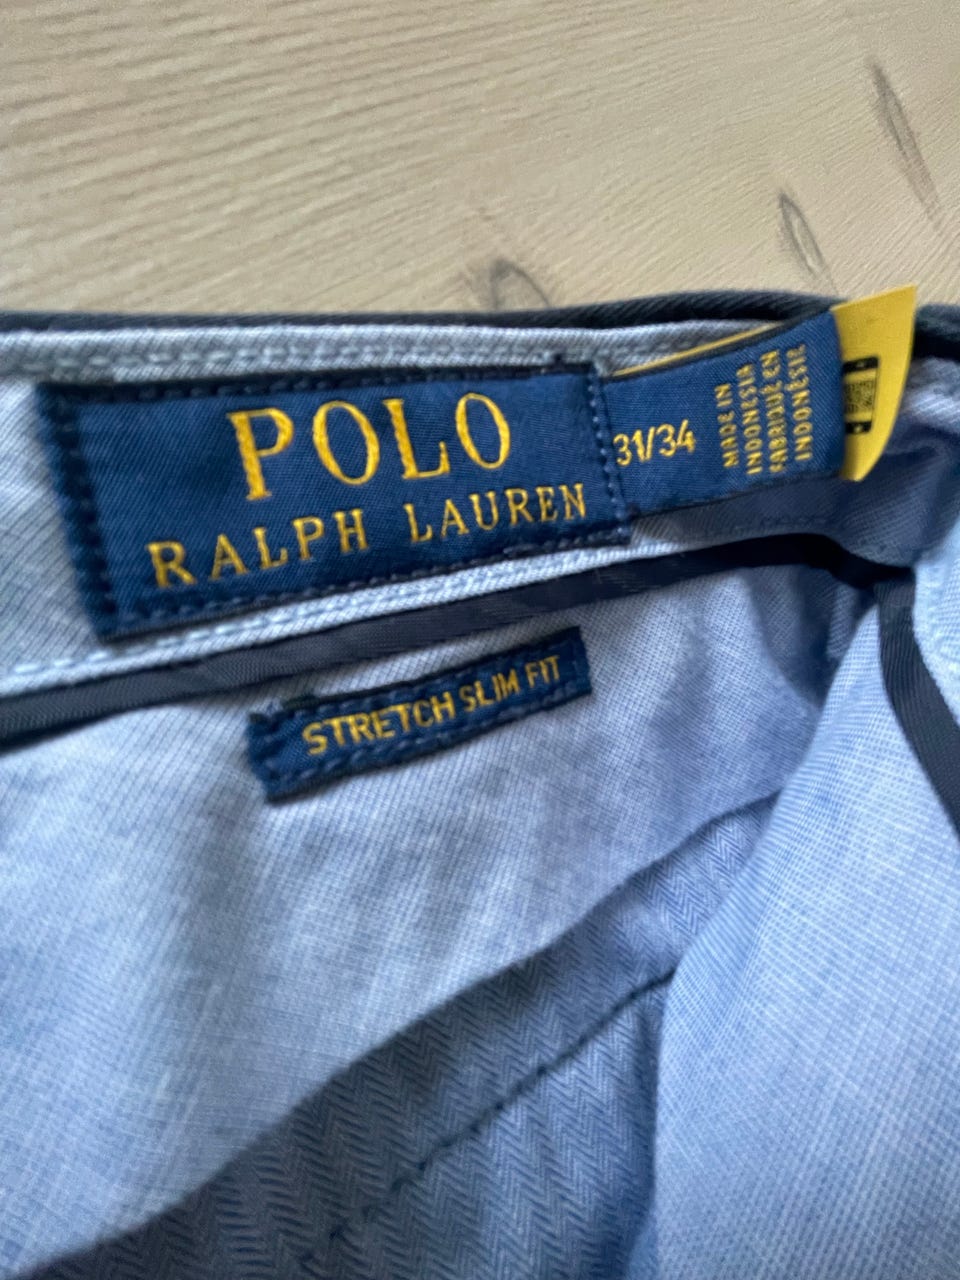 POLO
RALPH LAUREN
31/34
MADE IN
INDONESIA
FABRIQUÉ EN
INDONÉSIE
STRETCH SLIM FIT